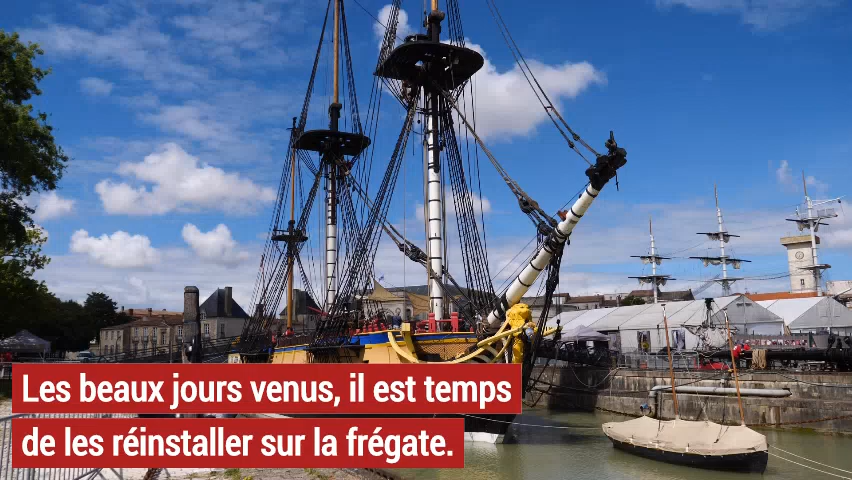 Les beaux jours venus, il est temps
de les réinstaller sur la frégate.